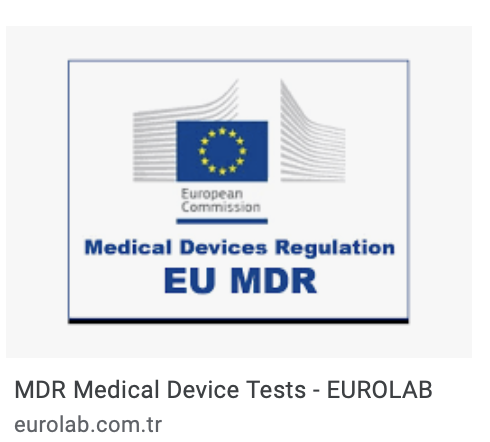 European
Commission
Medical Devices Regulation
EU MDR
MDR Medical Device Tests - EUROLAB
eurolab.com.tr